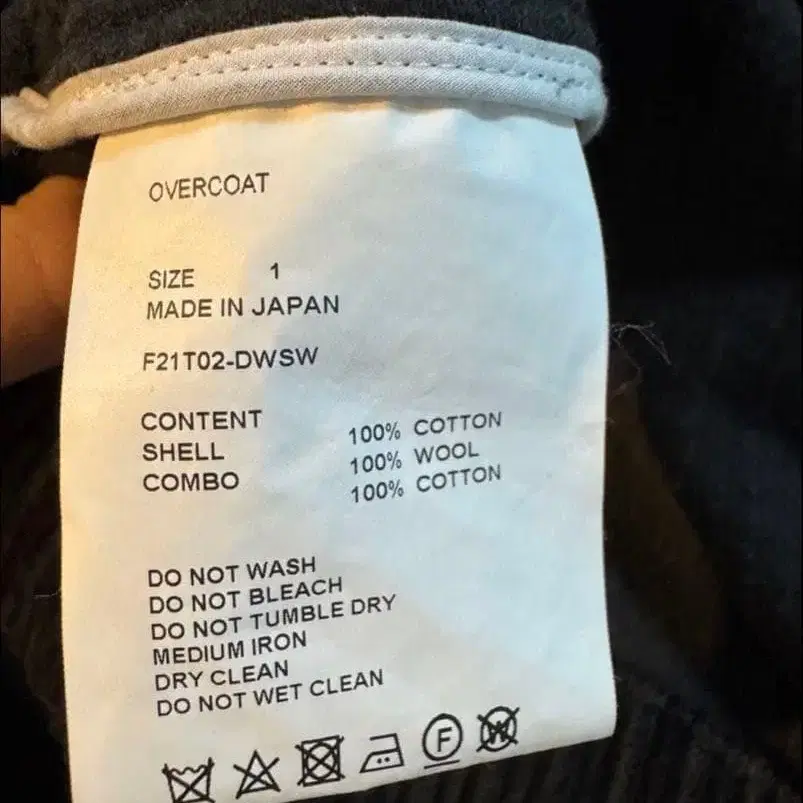 OVERCOAT
SIZE 1
MADE IN JAPAN
F21T02-DWSW
CONTENT 100% COTTON
SHELL 100% WOOL
COMBO 100% COTTON
DO NOT WASH
DO NOT BLEACH
DO NOT TUMBLE DRY
MEDIUM IRON
DRY CLEAN
DO NOT WET CLEAN
F W